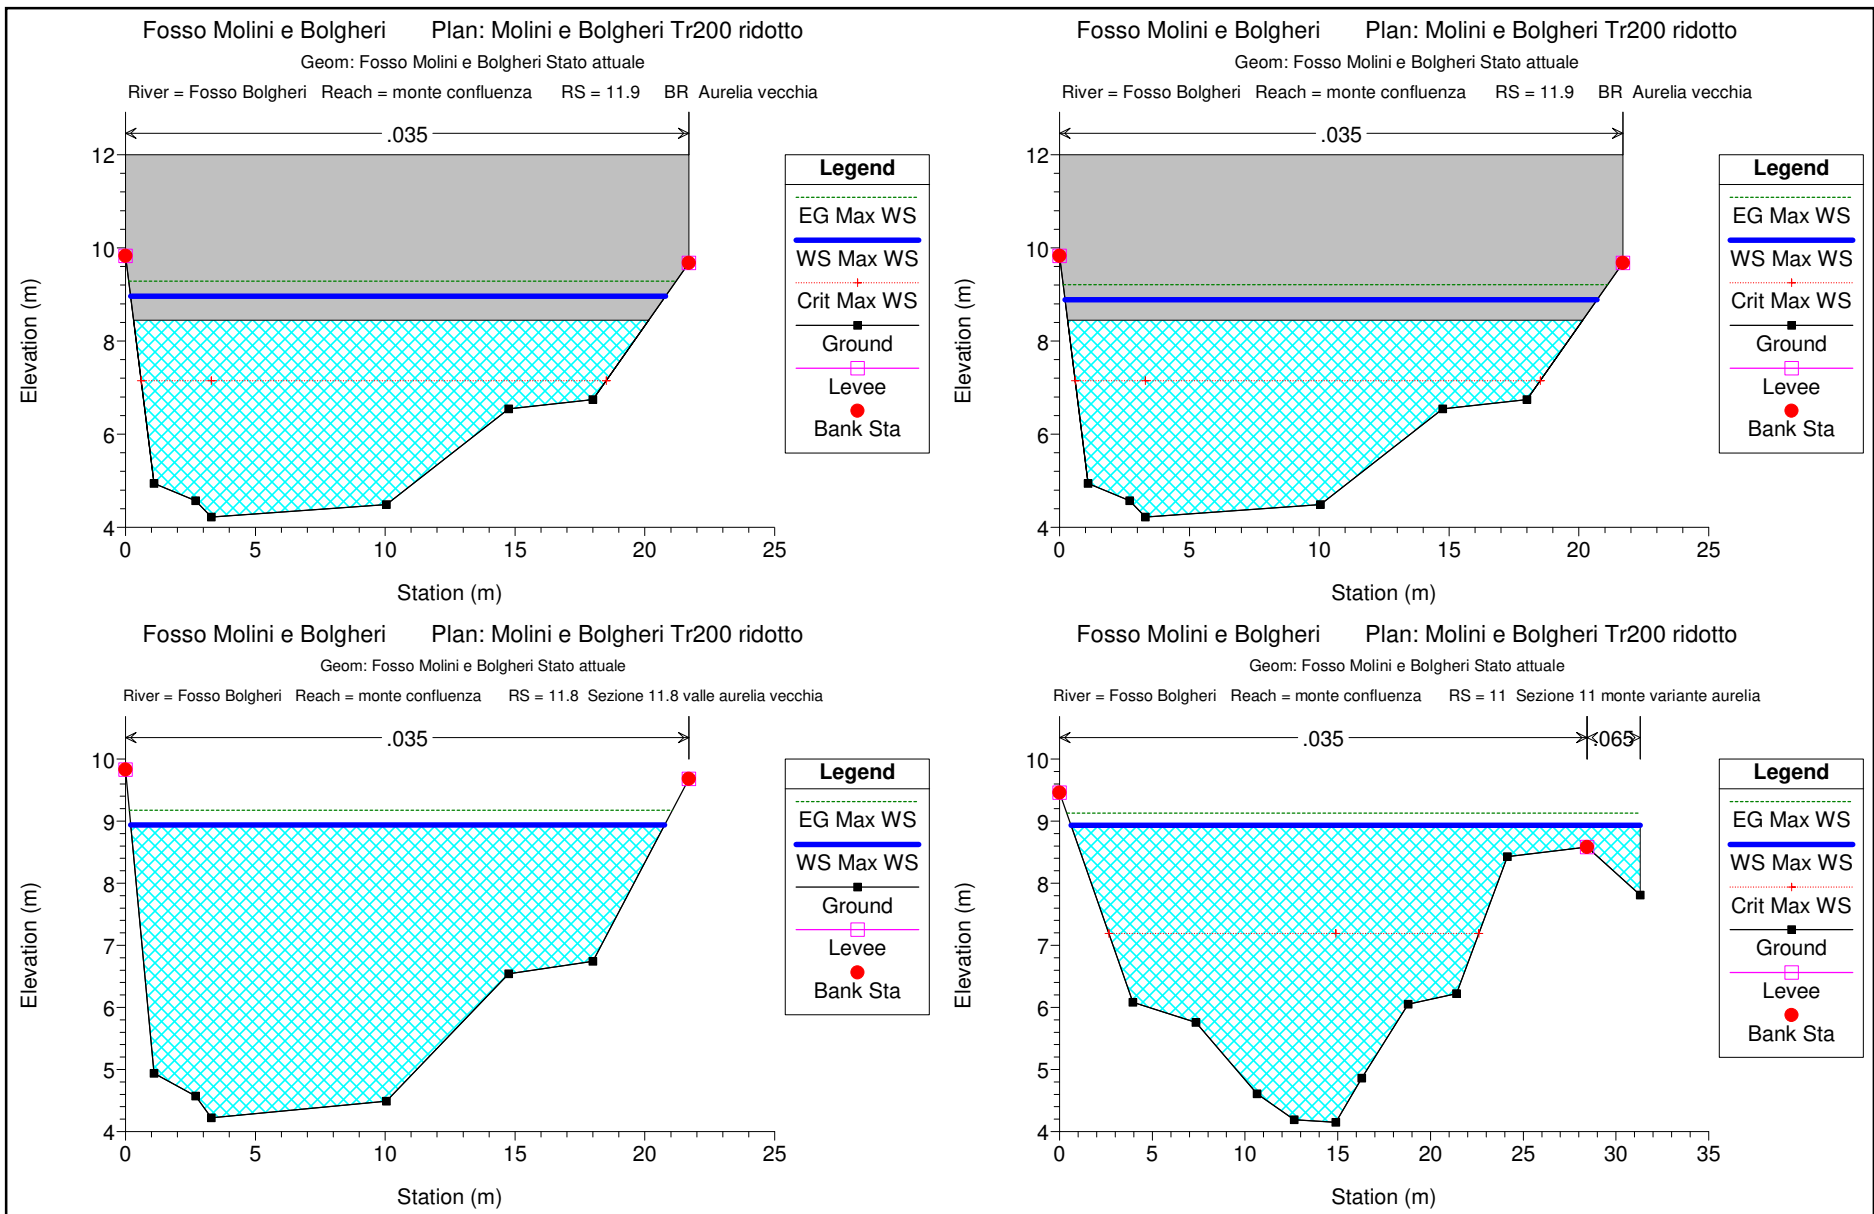 Fosso Molini e Bolgheri Plan: Molini e Bolgheri Tr200 ridotto
Geom: Fosso Molini e Bolgheri Stato attuale
River = Fosso Bolgheri Reach = monte confluenza RS = 11.9 BR Aurelia vecchia
.035
12
10
8
6
4
Elevation (m)
0 5 10 15 20 25
Station (m)
Legend
EG Max WS
WS Max WS
Crit Max WS
Ground
Levee
Bank Sta
Fosso Molini e Bolgheri Plan: Molini e Bolgheri Tr200 ridotto
Geom: Fosso Molini e Bolgheri Stato attuale
River = Fosso Bolgheri Reach = monte confluenza RS = 11.9 BR Aurelia vecchia
.035
12
10
8
6
4
Elevation (m)
0 5 10 15 20 25
Station (m)
Legend
EG Max WS
WS Max WS
Crit Max WS
Ground
Levee
Bank Sta
Fosso Molini e Bolgheri Plan: Molini e Bolgheri Tr200 ridotto
Geom: Fosso Molini e Bolgheri Stato attuale
River = Fosso Bolgheri Reach = monte confluenza RS = 11.8 Sezione 11.8 valle aurelia vecchia
.035
10
9
8
7
6
5
4
Elevation (m)
0 5 10 15 20 25
Station (m)
Legend
EG Max WS
WS Max WS
Ground
Levee
Bank Sta
Fosso Molini e Bolgheri Plan: Molini e Bolgheri Tr200 ridotto
Geom: Fosso Molini e Bolgheri Stato attuale
River = Fosso Bolgheri Reach = monte confluenza RS = 11 Sezione 11 monte variante aurelia
.035 .065
10
9
8
7
6
5
4
Elevation (m)
0 5 10 15 20 25 30 35
Station (m)
Legend
EG Max WS
WS Max WS
Crit Max WS
Ground
Levee
Bank Sta